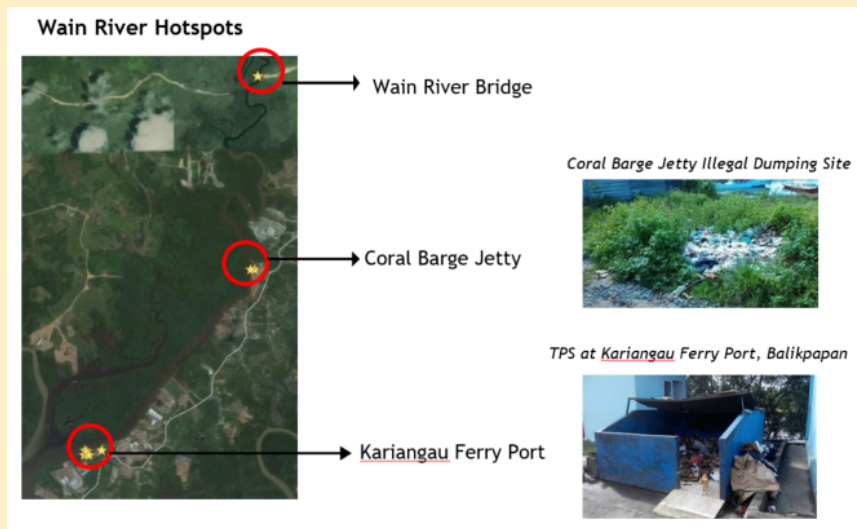 Wain River Hotspots
Wain River Bridge
Coral Barge Jetty Illegal Dumping Site
Coral Barge Jetty
TPS at Kariangau Ferry Port, Balikpapan
Kariangau Ferry Port